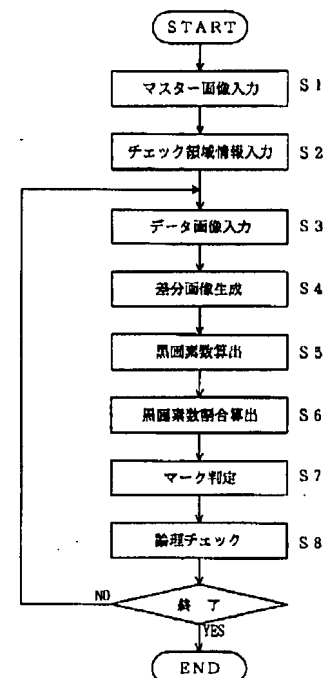 START
マスター画像入力 S1
チェック領域情報入力 S2
データ画像入力 S3
差分画像生成 S4
黒画素数算出 S5
黒画素数割合算出 S6
マーク判定 S7
論理チェック S8
NO 終了
YES
END